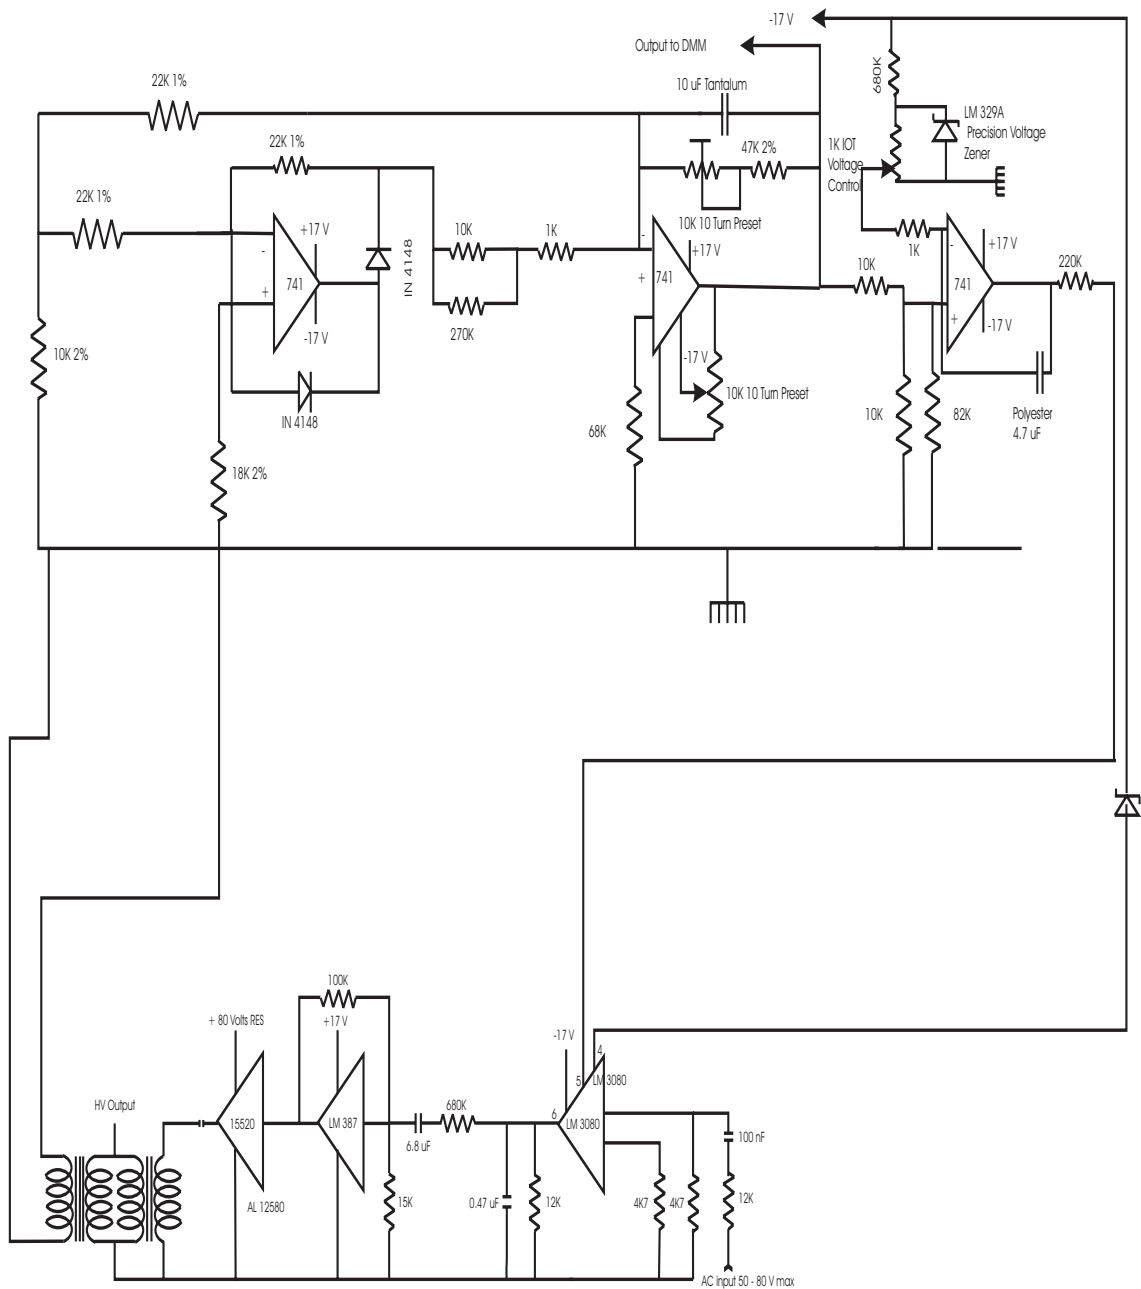 -17 V
Output to DMM
680K
22K 1%
10 uF Tantalum
LM 329A
Precision Voltage
Zener
22K 1%
47K 2%
1K IOT
Voltage
Control
22K 1%
10K 10 Turn Preset
+17 V
-
741
+
-17 V
IN 4148
10K
1K
270K
-
+
741
+17 V
-17 V
10K
1K
-
741
+
+17 V
-17 V
220K
10K 2%
IN 4148
10K 10 Turn Preset
68K
10K
82K
Polyester
4.7 uF
18K 2%
100K
+ 80 Volts RES
+17 V
-17 V
4
5
LM 3080
6
LM 3080
HV Output
15520
LM 387
680K
6.8 uF
100 nF
AL 12580
15K
0.47 uF
12K
4K7
4K7
12K
AC input 50 - 80 V max